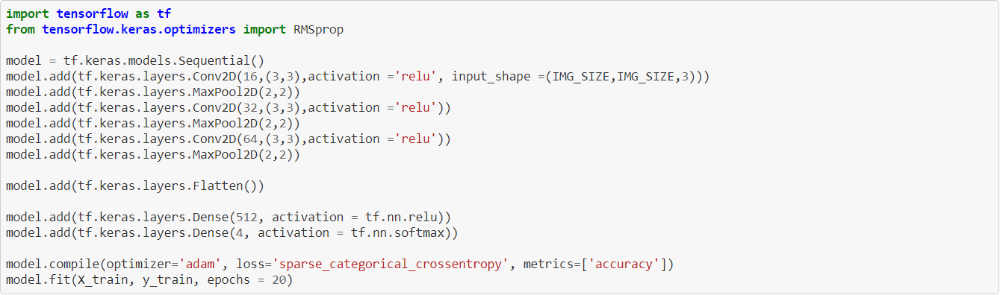 import tensorflow as tf
from tensorflow.keras.optimizers import RMSprop
model = tf.keras.models.Sequential()
model.add(tf.keras.layers.Conv2D(16,(3,3),activation ='relu', input_shape =(IMG_SIZE,IMG_SIZE,3)))
model.add(tf.keras.layers.MaxPool2D(2,2))
model.add(tf.keras.layers.Conv2D(32,(3,3),activation ='relu'))
model.add(tf.keras.layers.MaxPool2D(2,2))
model.add(tf.keras.layers.Conv2D(64,(3,3),activation ='relu'))
model.add(tf.keras.layers.MaxPool2D(2,2))
model.add(tf.keras.layers.Flatten())
model.add(tf.keras.layers.Dense(512, activation = tf.nn.relu))
model.add(tf.keras.layers.Dense(4, activation = tf.nn.softmax))
model.compile(optimizer='adam', loss='sparse_categorical_crossentropy', metrics=['accuracy'])
model.fit(X_train, y_train, epochs = 20)